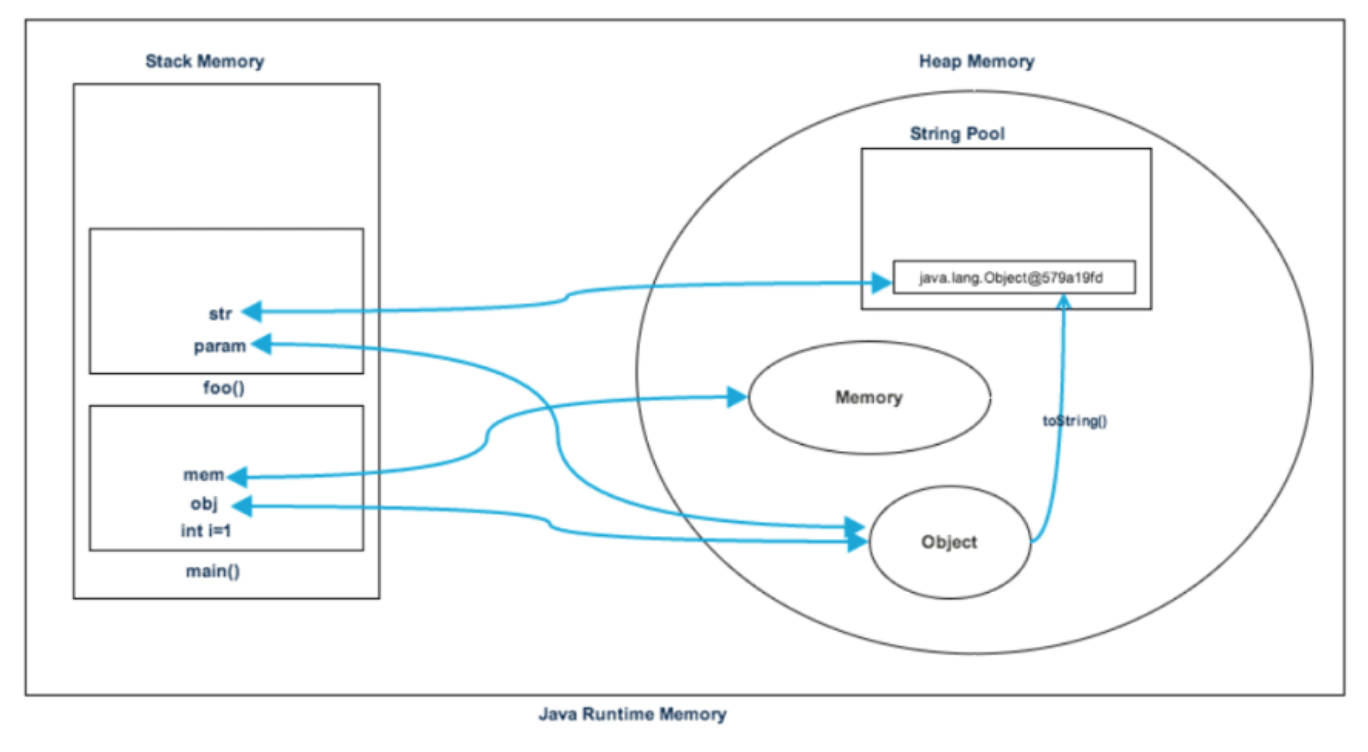 Stack Memory
Heap Memory
String Pool
java.lang.Object@579a19fd
str
param
foo()
Memory
toString()
mem
obj
int i=1
Object
main()
Java Runtime Memory